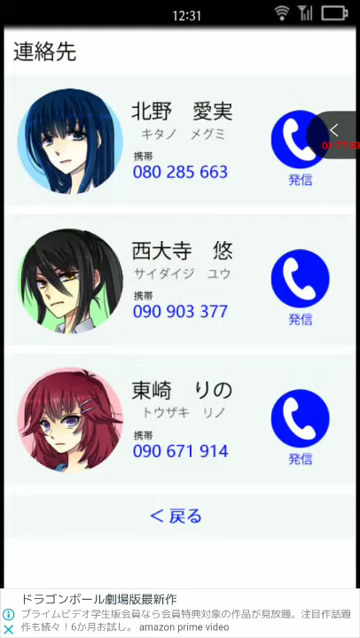 12:31
連絡先
北野 愛実
キタノ メグミ
携帯
080 285 663
発信
西大寺 悠
サイダイジ ユウ
携帯
090 903 377
発信
東崎 りの
トウザキ リノ
携帯
090 671 914
発信
< 戻る
ドラゴンボール劇場版最新作
プライムビデオ学生版会員なら会員特典対象の作品が見放題。注目作話題
作も続々！6か月お試し。 amazon prime video